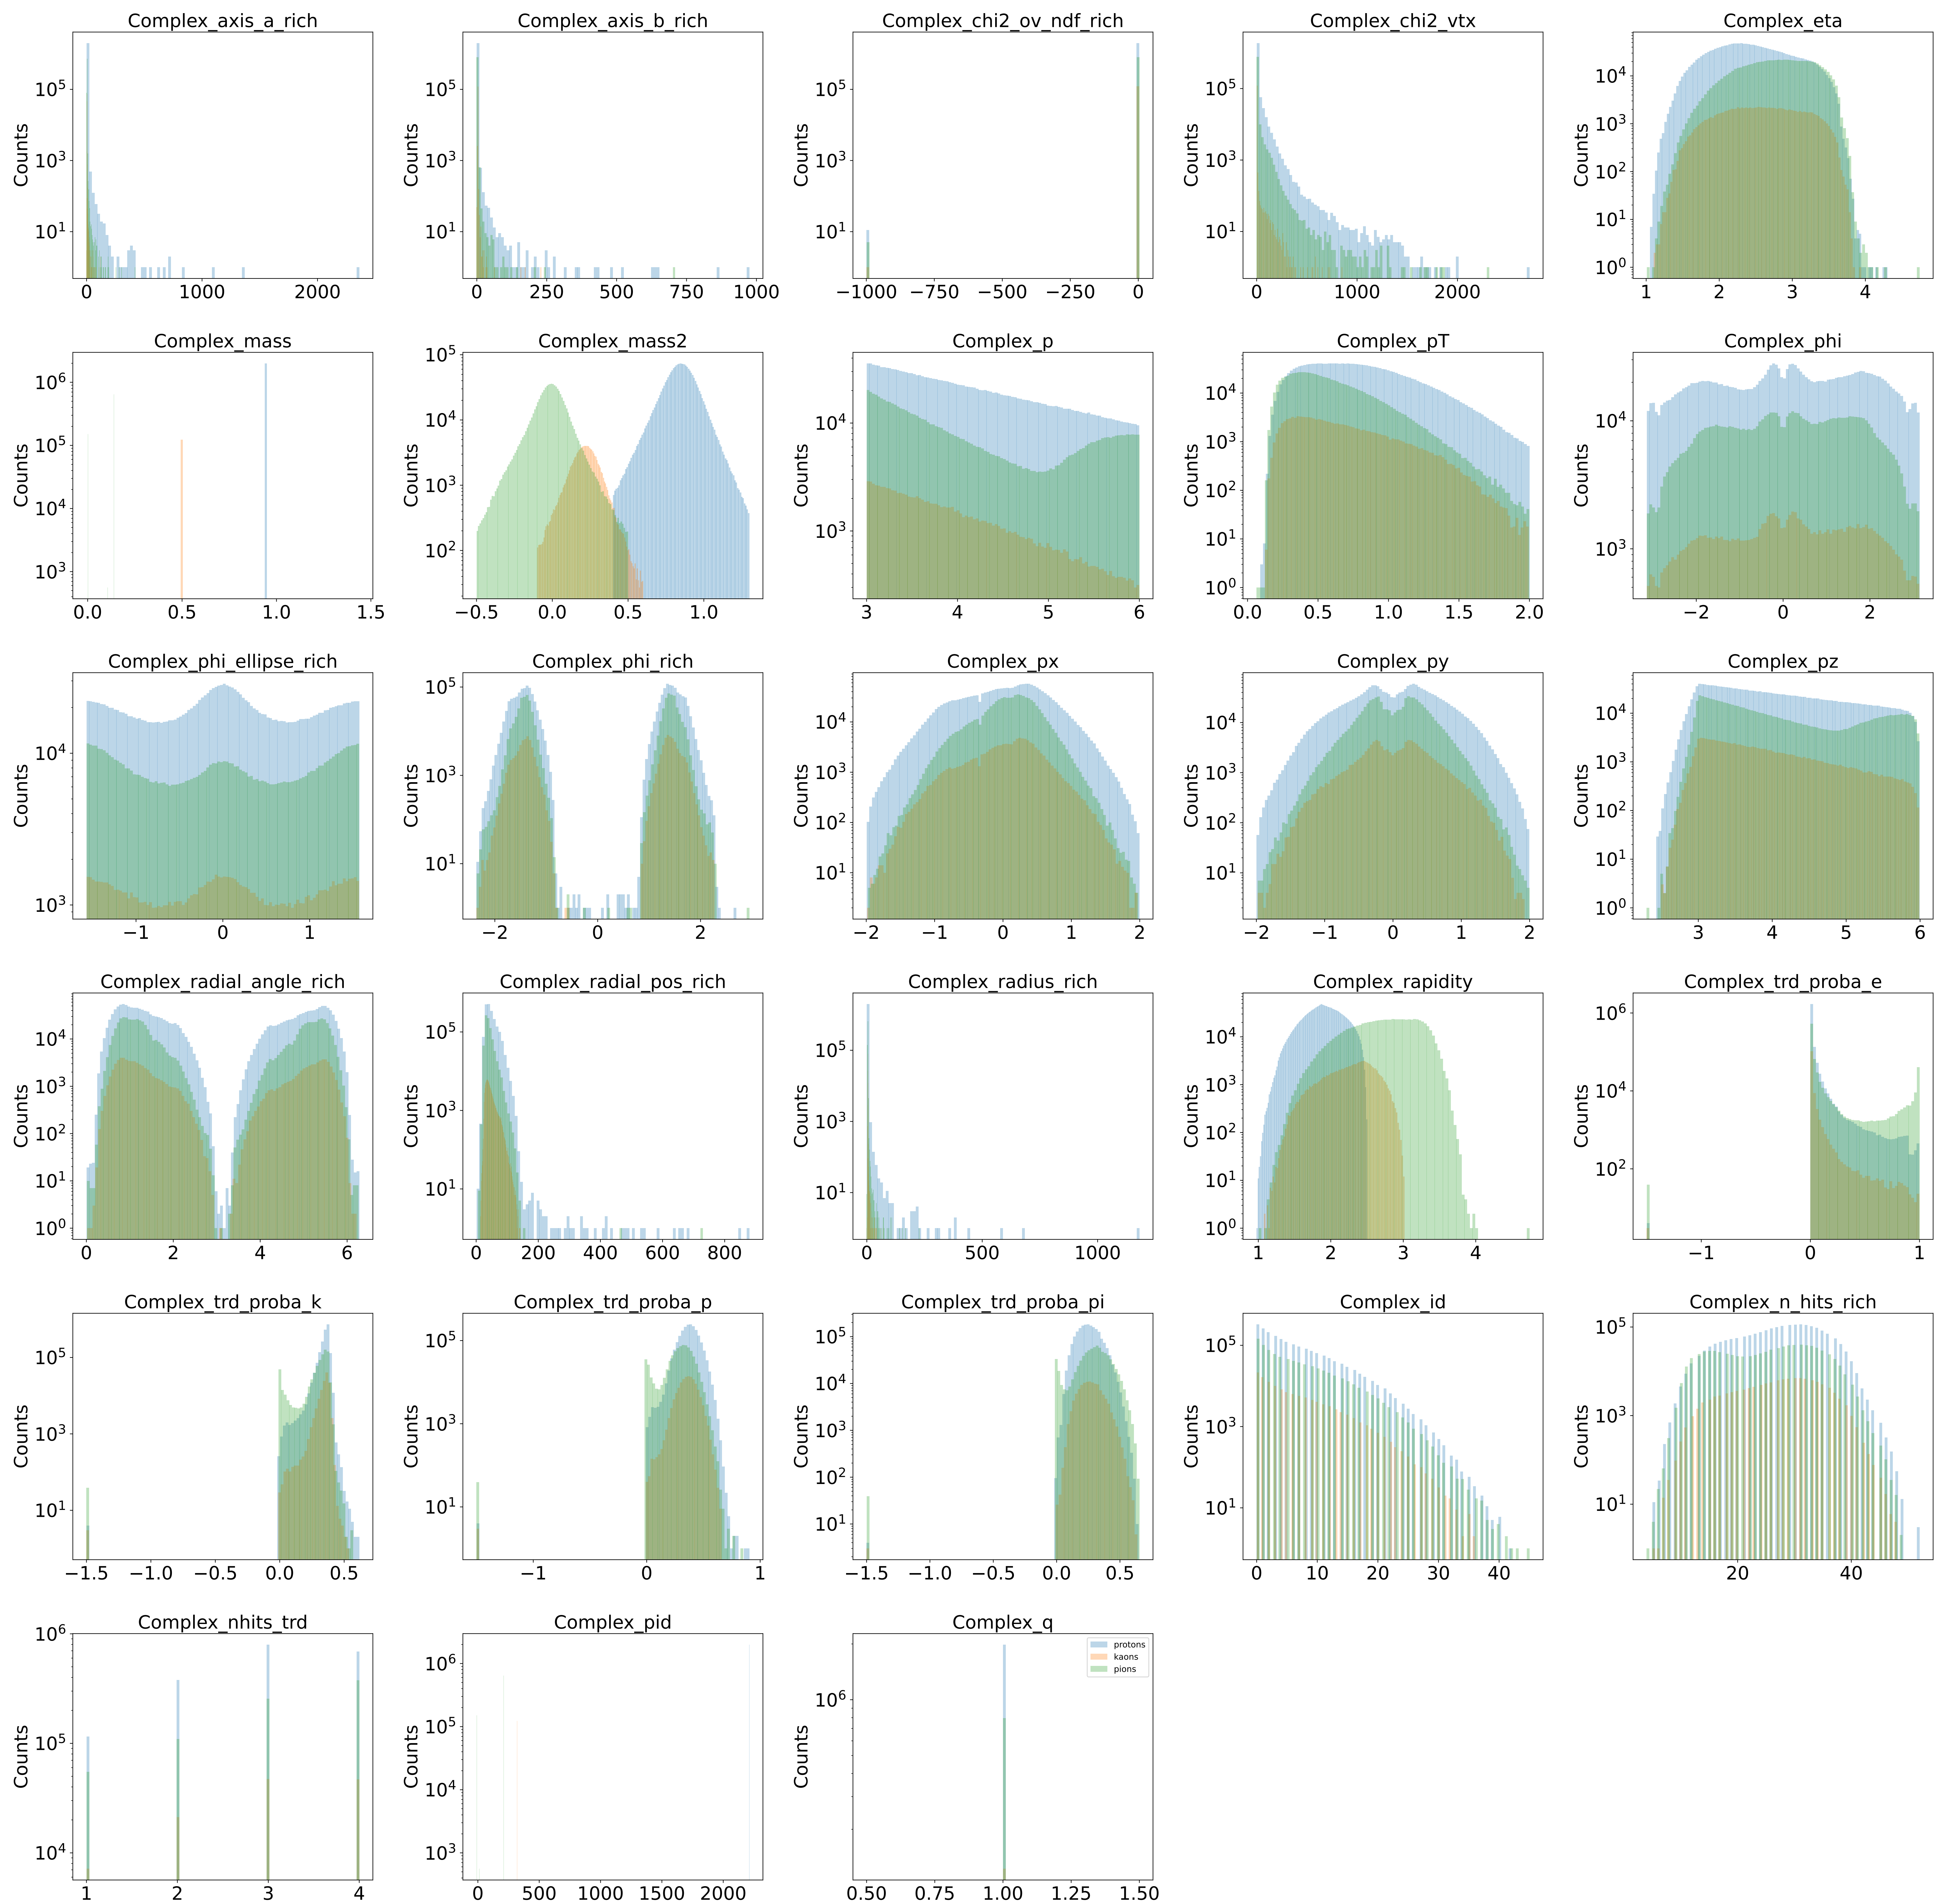 Complex_axis_a_rich Complex_axis_b_rich Complex_chi2_ov_ndf_rich Complex_chi2_vtx Complex_eta
Counts 10^5 10^3 10^1 Counts 10^5 10^3 10^1 Counts 10^5 10^3 10^1 Counts 10^5 10^3 10^1 Counts 10^4 10^3 10^2 10^1 10^0
0 1000 2000 0 250 500 750 1000 −1000 −750 −500 −250 0 0 1000 2000 1 2 3 4
Complex_mass Complex_mass2 Complex_p Complex_pT Complex_phi
Counts 10^6 10^5 10^4 10^3 Counts 10^5 10^4 10^3 10^2 Counts 10^4 10^3 Counts 10^4 10^3 10^2 10^1 10^0 Counts 10^4 10^3
0.0 0.5 1.0 1.5 −0.5 0.0 0.5 1.0 3 4 5 6 0.0 0.5 1.0 1.5 2.0 −2 0 2
Complex_phi_ellipse_rich Complex_phi_rich Complex_px Complex_py Complex_pz
Counts 10^4 10^3 Counts 10^5 10^3 10^1 Counts 10^4 10^3 10^2 10^1 Counts 10^4 10^3 10^2 10^1 Counts 10^4 10^3 10^2 10^1 10^0
−1 0 1 −2 0 2 −2 −1 0 1 2 −2 −1 0 1 2 3 4 5 6
Complex_radial_angle_rich Complex_radial_pos_rich Complex_radius_rich Complex_rapidity Complex_trd_proba_e
Counts 10^4 10^3 10^2 10^1 10^0 Counts 10^5 10^3 10^1 Counts 10^5 10^3 10^1 Counts 10^4 10^3 10^2 10^1 10^0 Counts 10^6 10^4 10^2
0 2 4 6 0 200 400 600 800 0 500 1000 1 2 3 4 −1 0 1
Complex_trd_proba_k Complex_trd_proba_p Complex_trd_proba_pi Complex_id Complex_n_hits_rich
Counts 10^5 10^3 10^1 Counts 10^5 10^3 10^1 Counts 10^5 10^4 10^3 10^2 10^1 Counts 10^5 10^3 10^1 Counts 10^5 10^3 10^1
−1.5 −1.0 −0.5 0.0 0.5 −1 0 1 −1.5 −1.0 −0.5 0.0 0.5 0 10 20 30 40 20 40
Complex_nhits_trd Complex_pid Complex_q
Counts 10^6 10^5 10^4 Counts 10^6 10^5 10^4 10^3 Counts 10^6
protons
kaons
pions
1 2 3 4 0 500 1000 1500 2000 0.50 0.75 1.00 1.25 1.50